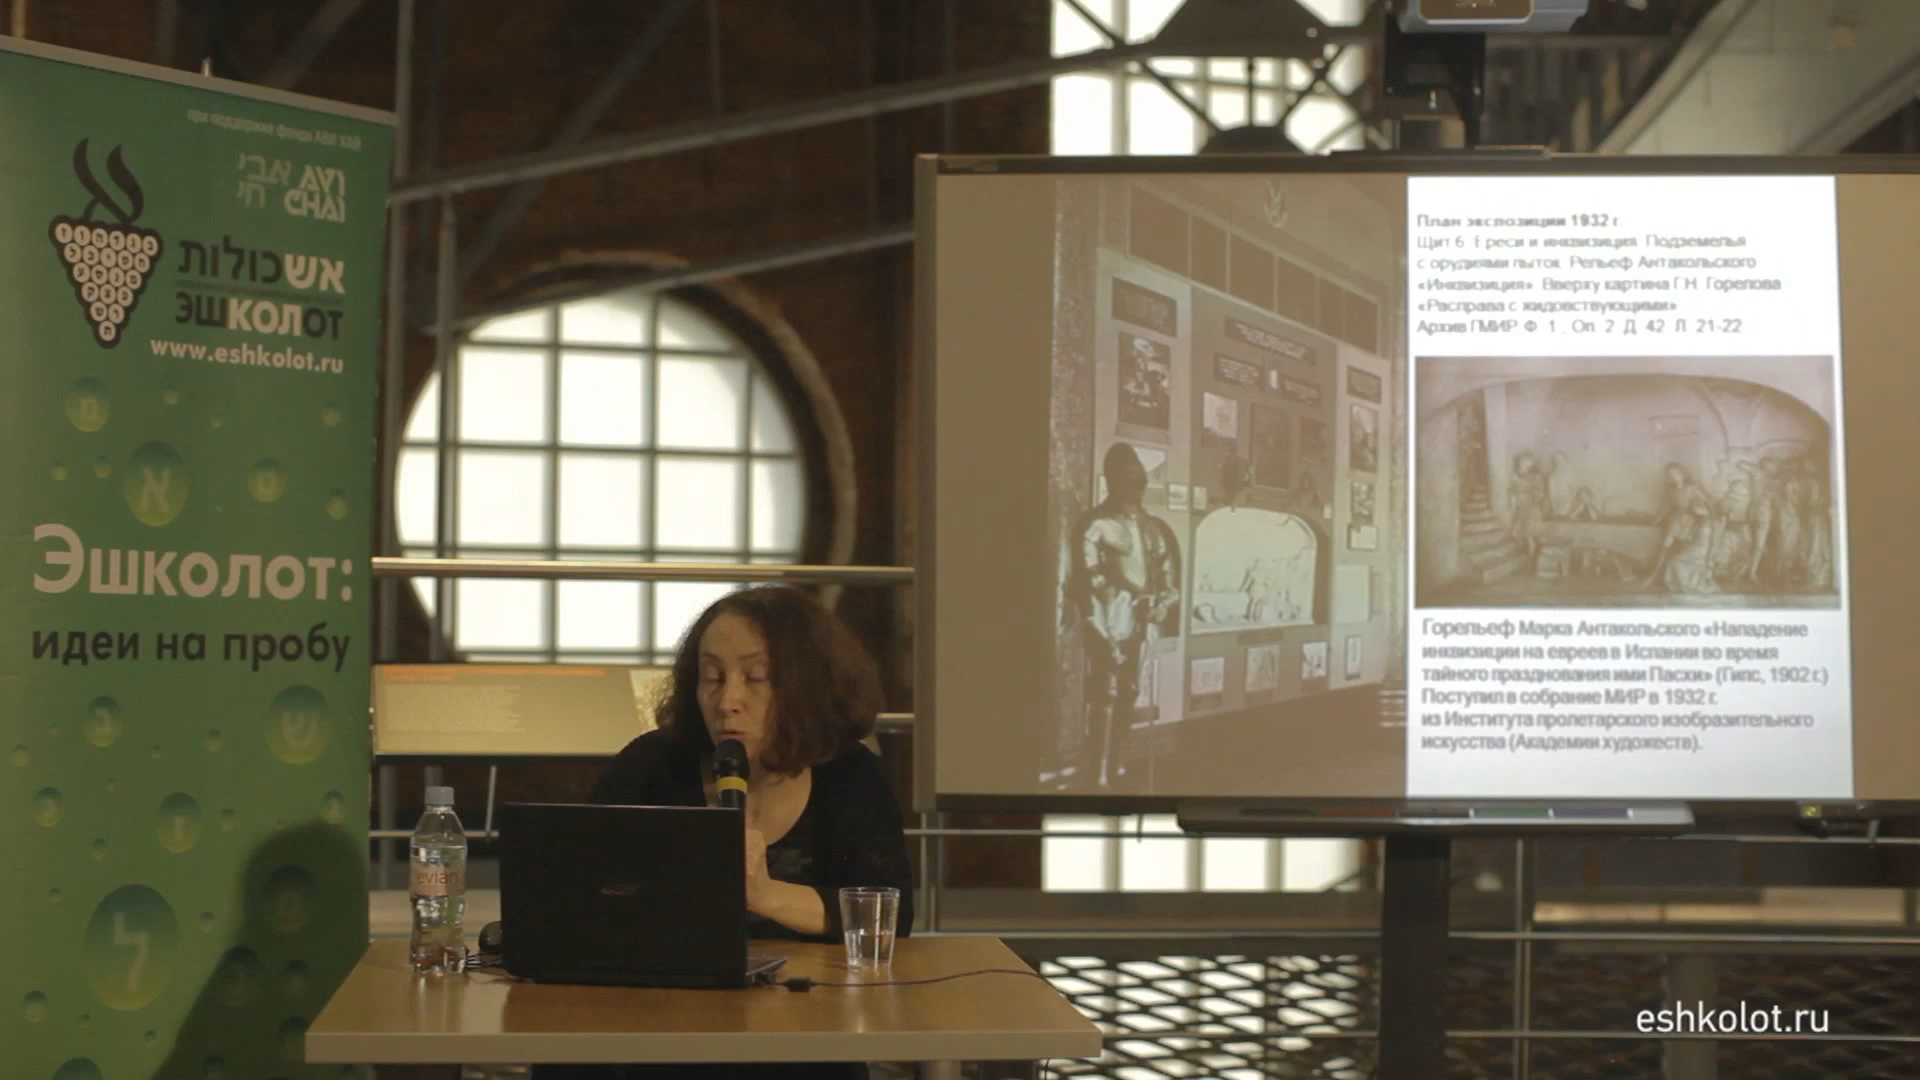 при поддержке фонда АВИ ХАЙ
אבי AVI
חי CHAI
אשכולות
ЭШКОЛОТ
www.eshkolot.ru
Эшколот:
идеи на пробу
evian
План экспозиции 1932 г.
Щит 6. Ереси и инквизиция. Подземелья
с орудиями пыток. Рельеф Антакольского
«Инквизиция». Вверху картина Г.Н. Горелова
«Расправа с жидовствующими»
Архив ГМИР. Ф. 1. Оп. 2. Д. 42. Л. 21-22
Горельеф Марка Антакольского «Нападение
инквизиции на евреев в Испании во время
тайного празднования ими Пасхи» (Гипс, 1902 г.)
Поступил в собрание МИР в 1932 г.
из Института пролетарского изобразительного
искусства (Академии художеств).
eshkolot.ru